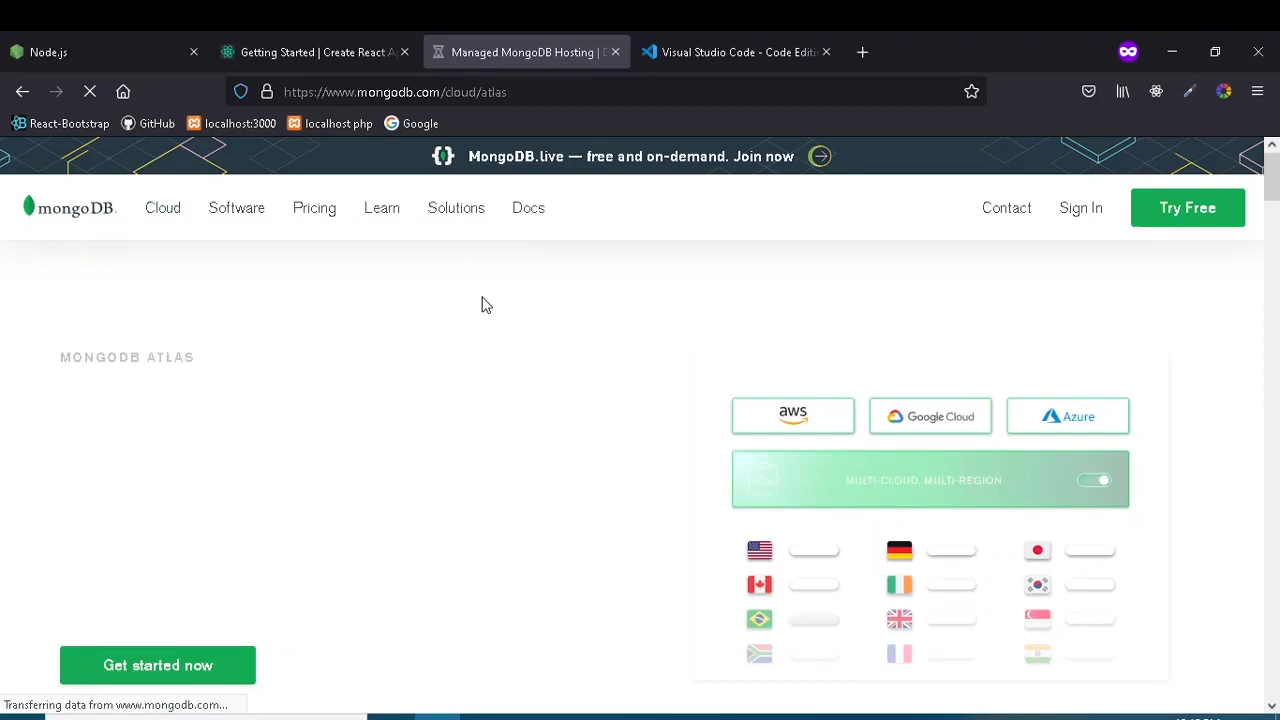 Node.js
Getting Started | Create React Ap
Managed MongoDB Hosting | D
Visual Studio Code - Code Editi
https://www.mongodb.com/cloud/atlas
React-Bootstrap
GitHub
localhost:3000
localhost php
Google
MongoDB.live — free and on-demand. Join now
mongoDB.
Cloud
Software
Pricing
Learn
Solutions
Docs
Contact
Sign In
Try Free
MONGODB ATLAS
aws
Google Cloud
Azure
MULTI-CLOUD, MULTI-REGION
Get started now
Transferring data from www.mongodb.com...